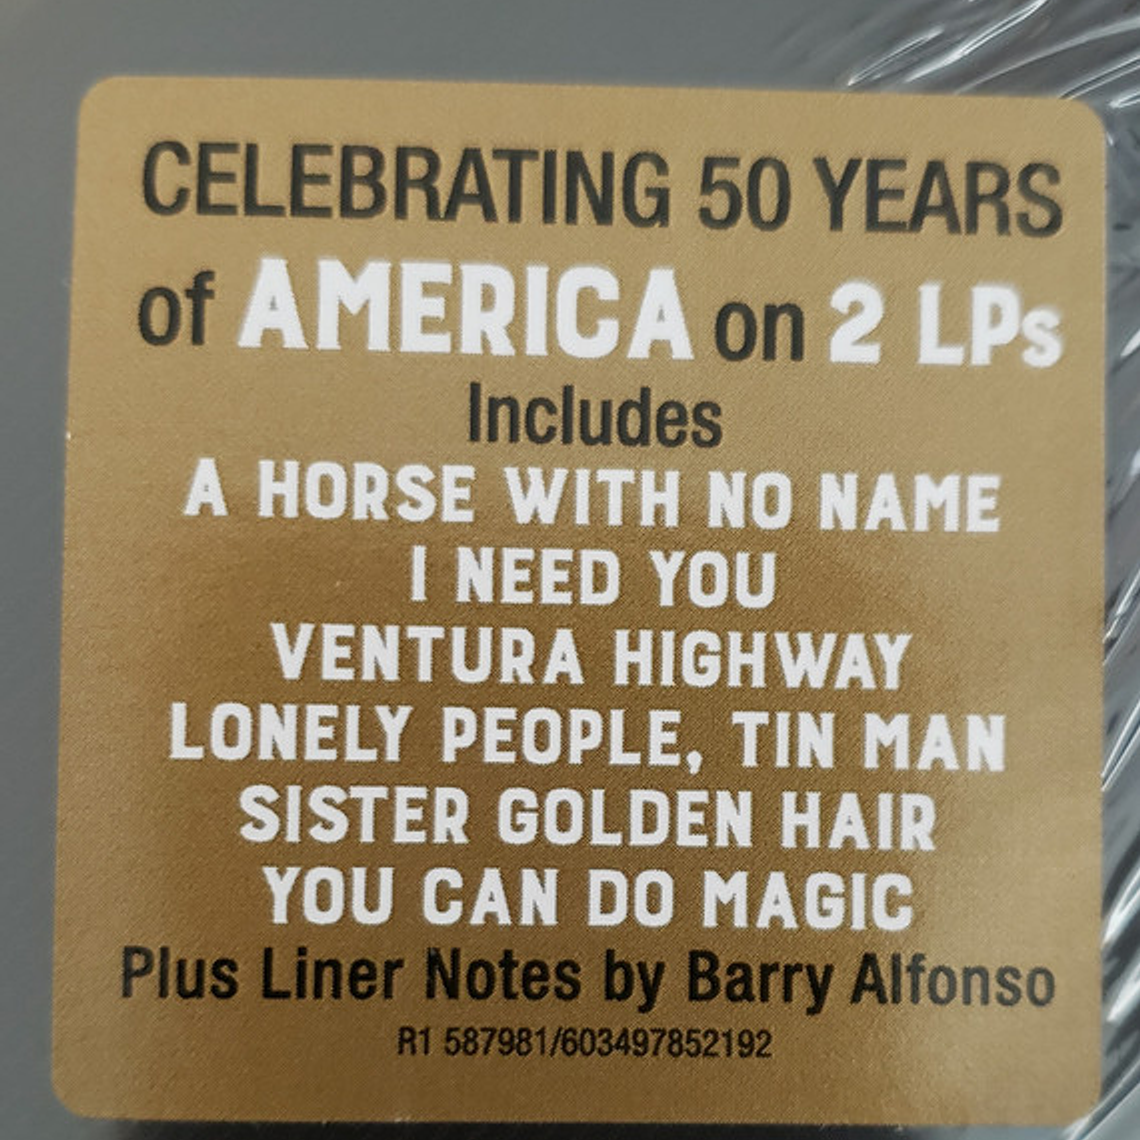 CELEBRATING 50 YEARS
of AMERICA on 2 LPs
Includes
A HORSE WITH NO NAME
I NEED YOU
VENTURA HIGHWAY
LONELY PEOPLE, TIN MAN
SISTER GOLDEN HAIR
YOU CAN DO MAGIC
Plus Liner Notes by Barry Alfonso
R1 587981/603497852192